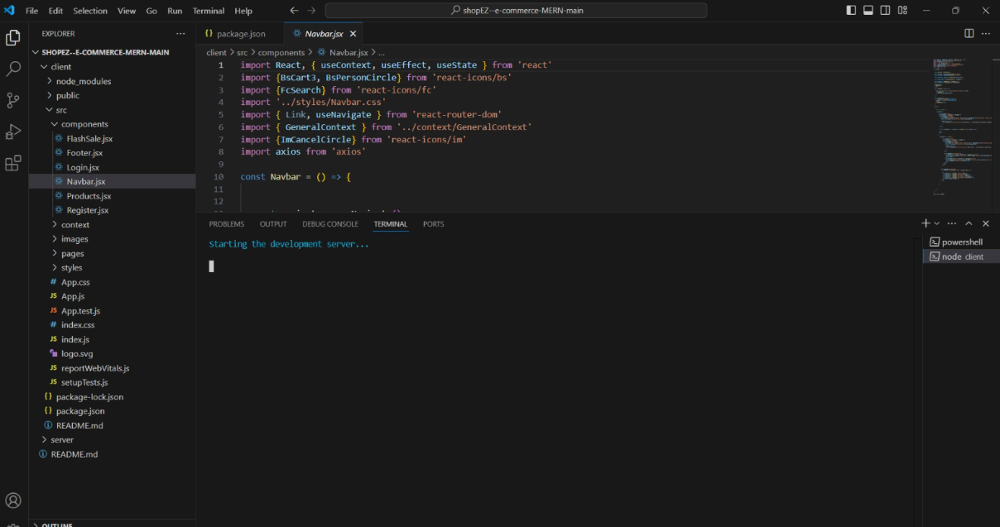 File Edit Selection View Go Run Terminal Help
shopEZ--e-commerce-MERN-main
EXPLORER
SHOPEZ--E-COMMERCE-MERN-MAIN
client
node_modules
public
src
components
FlashSale.jsx
Footer.jsx
Login.jsx
Navbar.jsx
Products.jsx
Register.jsx
context
images
pages
styles
# App.css
JS App.js
JS App.test.js
# index.css
JS index.js
logo.svg
JS reportWebVitals.js
JS setupTests.js
{} package-lock.json
{} package.json
README.md
server
README.md
OUTLINE
{} package.json
Navbar.jsx
client > src > components > Navbar.jsx > ...
1 import React, { useContext, useEffect, useState } from 'react'
2 import {BsCart3, BsPersonCircle} from 'react-icons/bs'
3 import {FcSearch} from 'react-icons/fc'
4 import '../styles/Navbar.css'
5 import { Link, useNavigate } from 'react-router-dom'
6 import { GeneralContext } from '../context/GeneralContext'
7 import {ImCancelCircle} from 'react-icons/im'
8 import axios from 'axios'
9
10 const Navbar = () => {
11
12
PROBLEMS OUTPUT DEBUG CONSOLE TERMINAL PORTS
Starting the development server...
powershell
node client